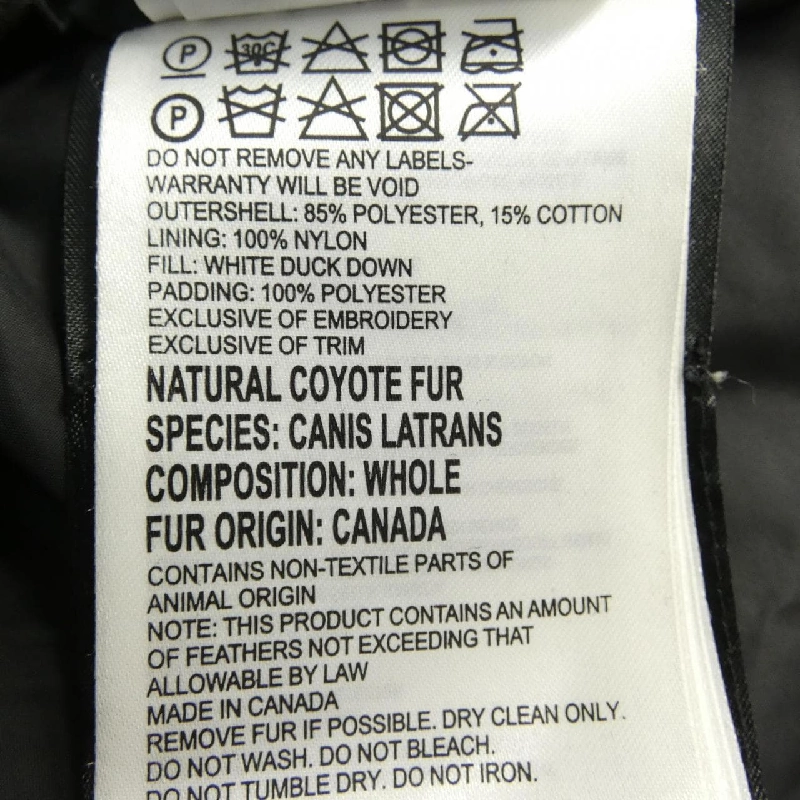 P 30C
P
DO NOT REMOVE ANY LABELS-
WARRANTY WILL BE VOID
OUTERSHELL: 85% POLYESTER, 15% COTTON
LINING: 100% NYLON
FILL: WHITE DUCK DOWN
PADDING: 100% POLYESTER
EXCLUSIVE OF EMBROIDERY
EXCLUSIVE OF TRIM
NATURAL COYOTE FUR
SPECIES: CANIS LATRANS
COMPOSITION: WHOLE
FUR ORIGIN: CANADA
CONTAINS NON-TEXTILE PARTS OF
ANIMAL ORIGIN
NOTE: THIS PRODUCT CONTAINS AN AMOUNT
OF FEATHERS NOT EXCEEDING THAT
ALLOWABLE BY LAW
MADE IN CANADA
REMOVE FUR IF POSSIBLE. DRY CLEAN ONLY.
DO NOT WASH. DO NOT BLEACH.
DO NOT TUMBLE DRY. DO NOT IRON.